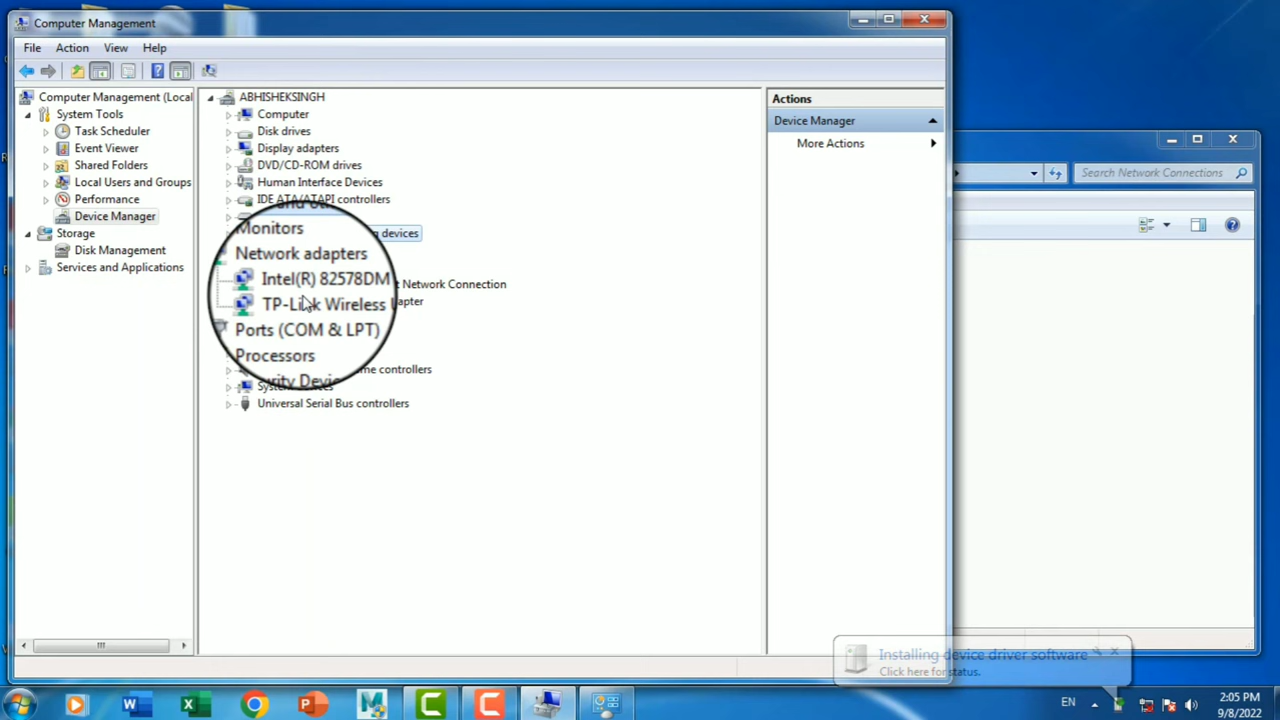 Computer Management
File Action View Help
Computer Management (Local
System Tools
Task Scheduler
Event Viewer
Shared Folders
Local Users and Groups
Performance
Device Manager
Storage
Disk Management
Services and Applications
ABHISHEKSINGH
Computer
Disk drives
Display adapters
DVD/CD-ROM drives
Human Interface Devices
IDE ATA/ATAPI controllers
devices
Monitors
Network adapters
Intel(R) 82578DM
Network Connection
TP-Link Wireless
Ports (COM & LPT)
Processors
controllers
Universal Serial Bus controllers
Actions
Device Manager
More Actions
Search Network Connections
Installing device driver software
Click here for status.
EN
2:05 PM
9/8/2022